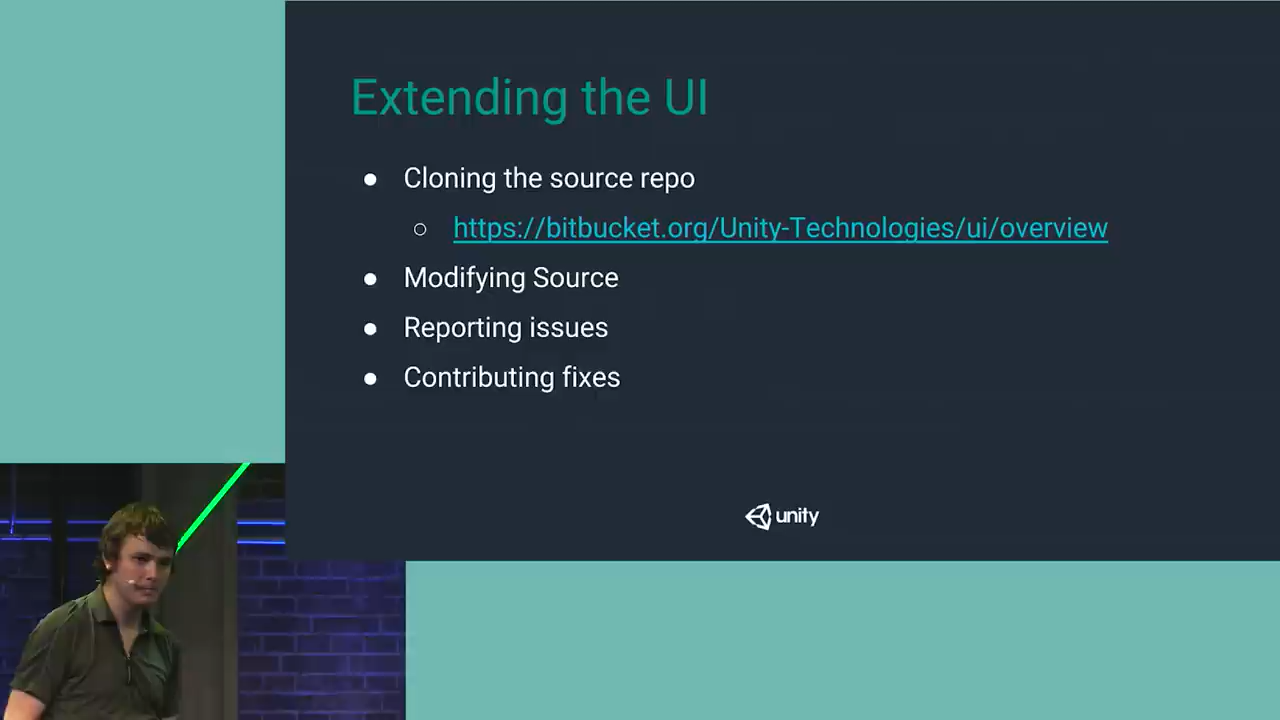 Extending the UI
● Cloning the source repo
○ https://bitbucket.org/Unity-Technologies/ui/overview
● Modifying Source
● Reporting issues
● Contributing fixes
unity